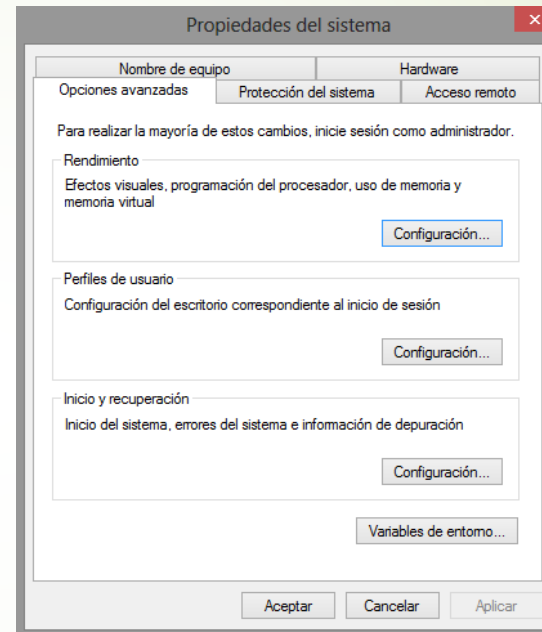 Propiedades del sistema
Nombre de equipo
Hardware
Opciones avanzadas
Protección del sistema
Acceso remoto
Para realizar la mayoría de estos cambios, inicie sesión como administrador.
Rendimiento
Efectos visuales, programación del procesador, uso de memoria y
memoria virtual
Configuración...
Perfiles de usuario
Configuración del escritorio correspondiente al inicio de sesión
Configuración...
Inicio y recuperación
Inicio del sistema, errores del sistema e información de depuración
Configuración...
Variables de entorno...
Aceptar
Cancelar
Aplicar